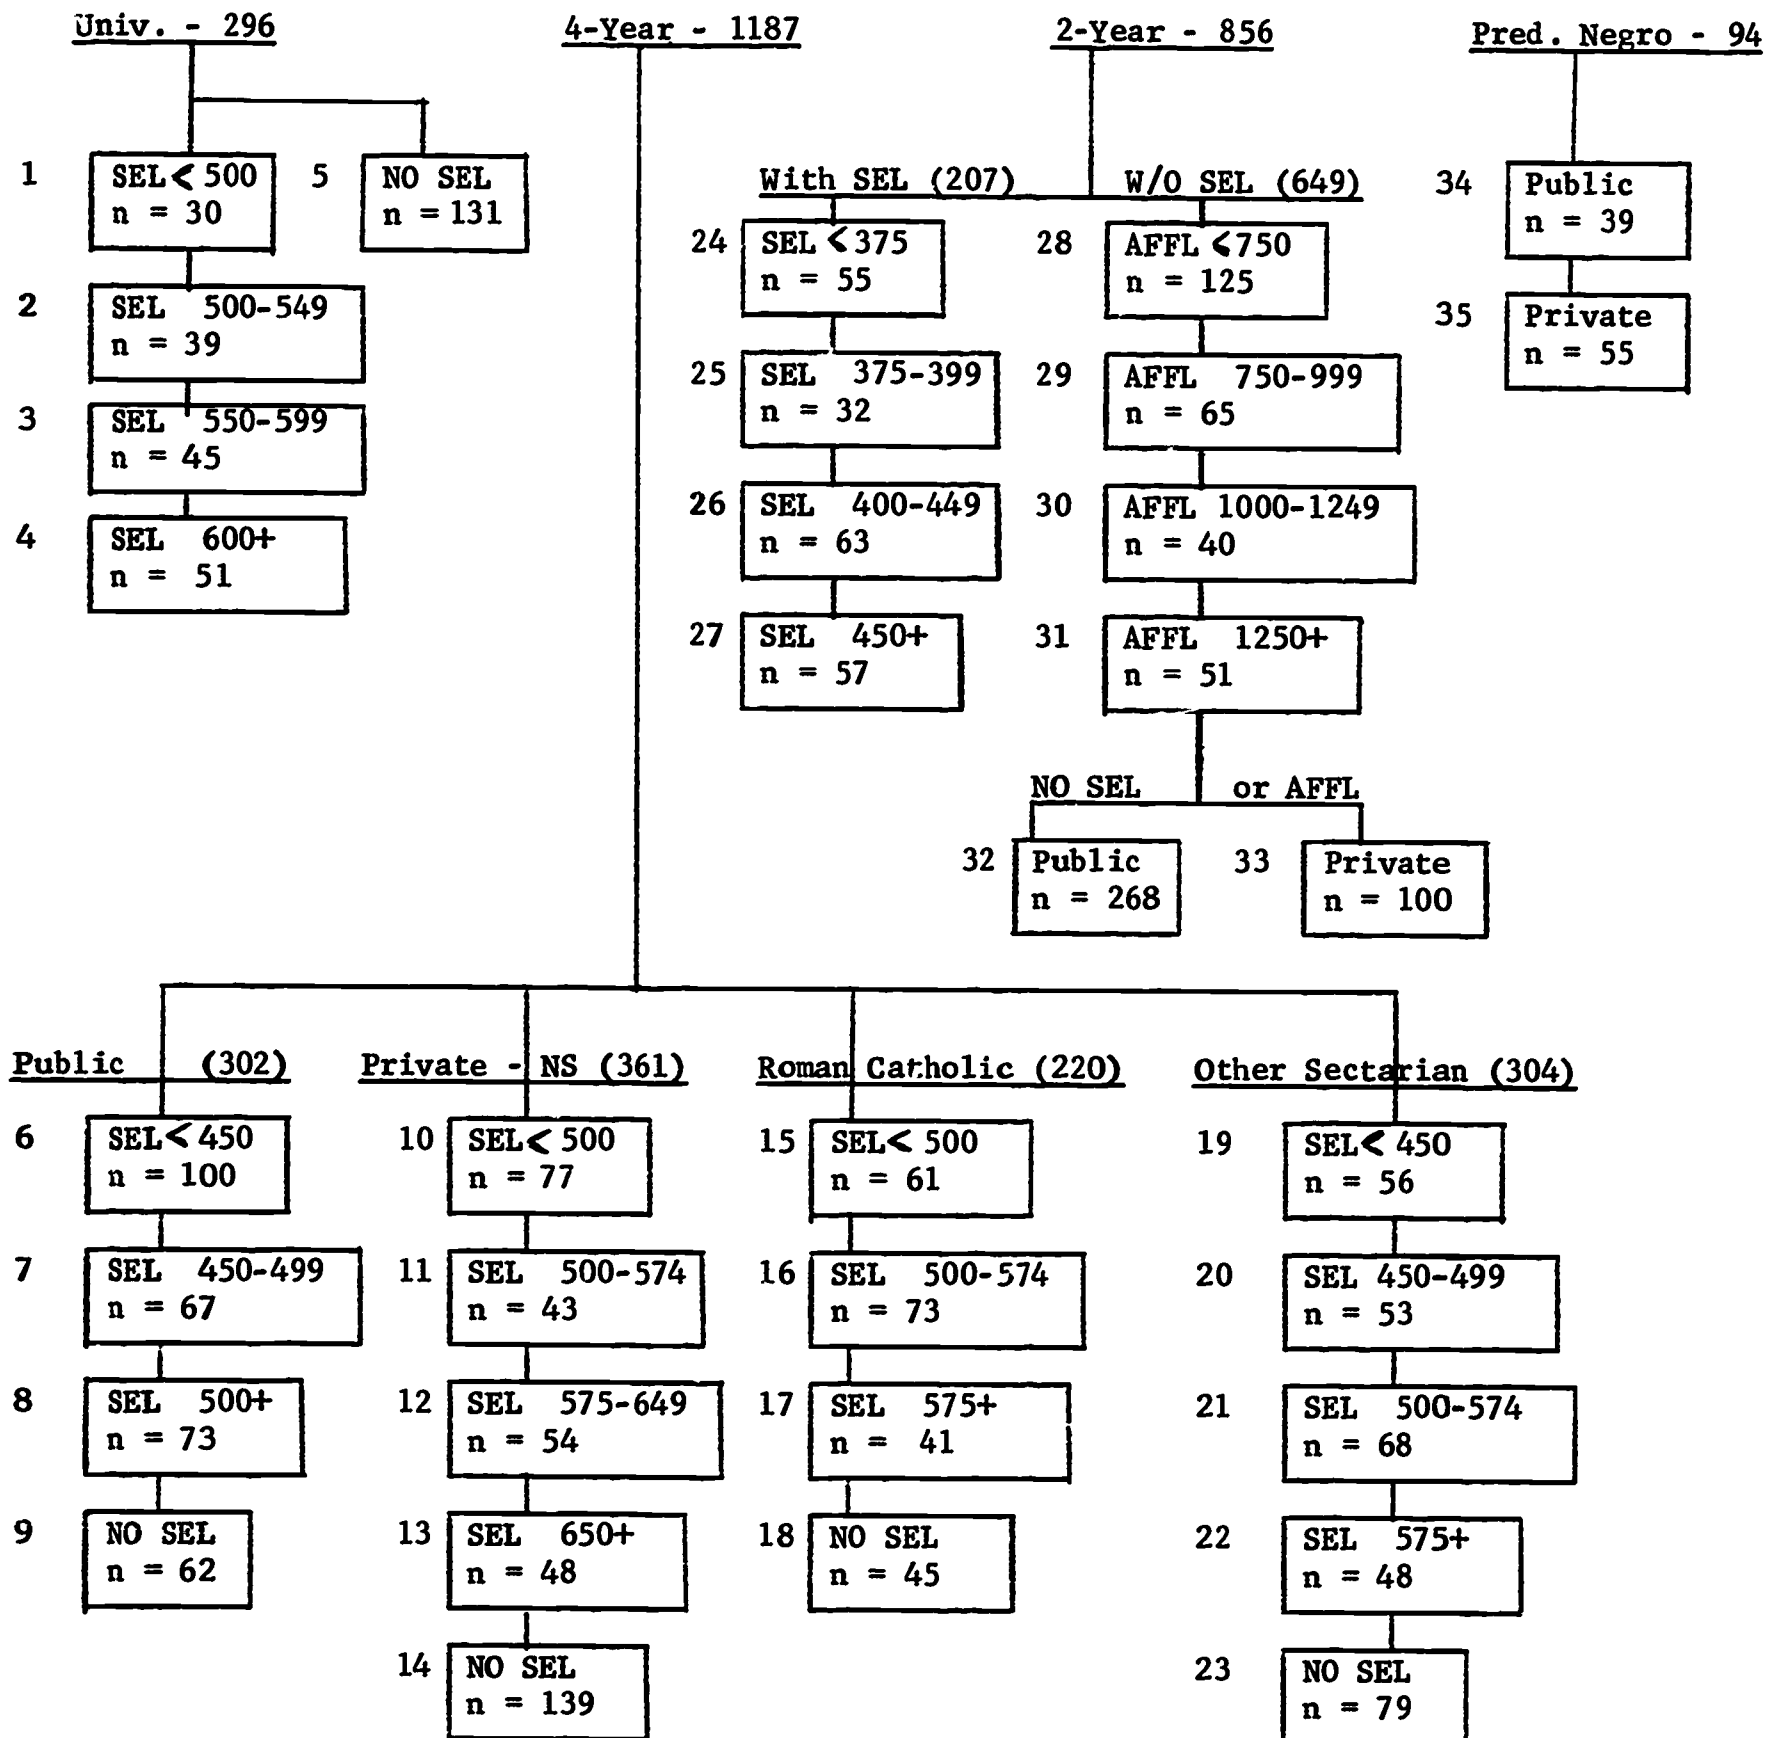 Univ. - 296
4-Year - 1187
2-Year - 856
Pred. Negro - 94
1
SEL < 500
n = 30
5
NO SEL
n = 131
2
SEL 500-549
n = 39
3
SEL 550-599
n = 45
4
SEL 600+
n = 51
With SEL (207)
W/O SEL (649)
24
SEL < 375
n = 55
25
SEL 375-399
n = 32
26
SEL 400-449
n = 63
27
SEL 450+
n = 57
28
AFFL < 750
n = 125
29
AFFL 750-999
n = 65
30
AFFL 1000-1249
n = 40
31
AFFL 1250+
n = 51
NO SEL or AFFL
32
Public
n = 268
33
Private
n = 100
34
Public
n = 39
35
Private
n = 55
Public (302)
6
SEL < 450
n = 100
7
SEL 450-499
n = 67
8
SEL 500+
n = 73
9
NO SEL
n = 62
Private - NS (361)
10
SEL < 500
n = 77
11
SEL 500-574
n = 43
12
SEL 575-649
n = 54
13
SEL 650+
n = 48
14
NO SEL
n = 139
Roman Catholic (220)
15
SEL < 500
n = 61
16
SEL 500-574
n = 73
17
SEL 575+
n = 41
18
NO SEL
n = 45
Other Sectarian (304)
19
SEL < 450
n = 56
20
SEL 450-499
n = 53
21
SEL 500-574
n = 68
22
SEL 575+
n = 48
23
NO SEL
n = 79